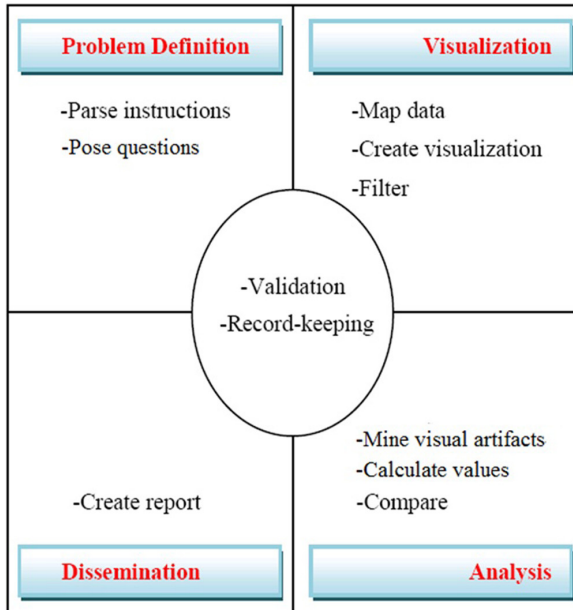 Problem Definition
-Parse instructions
-Pose questions
Visualization
-Map data
-Create visualization
-Filter
-Validation
-Record-keeping
-Create report
Dissemination
-Mine visual artifacts
-Calculate values
-Compare
Analysis